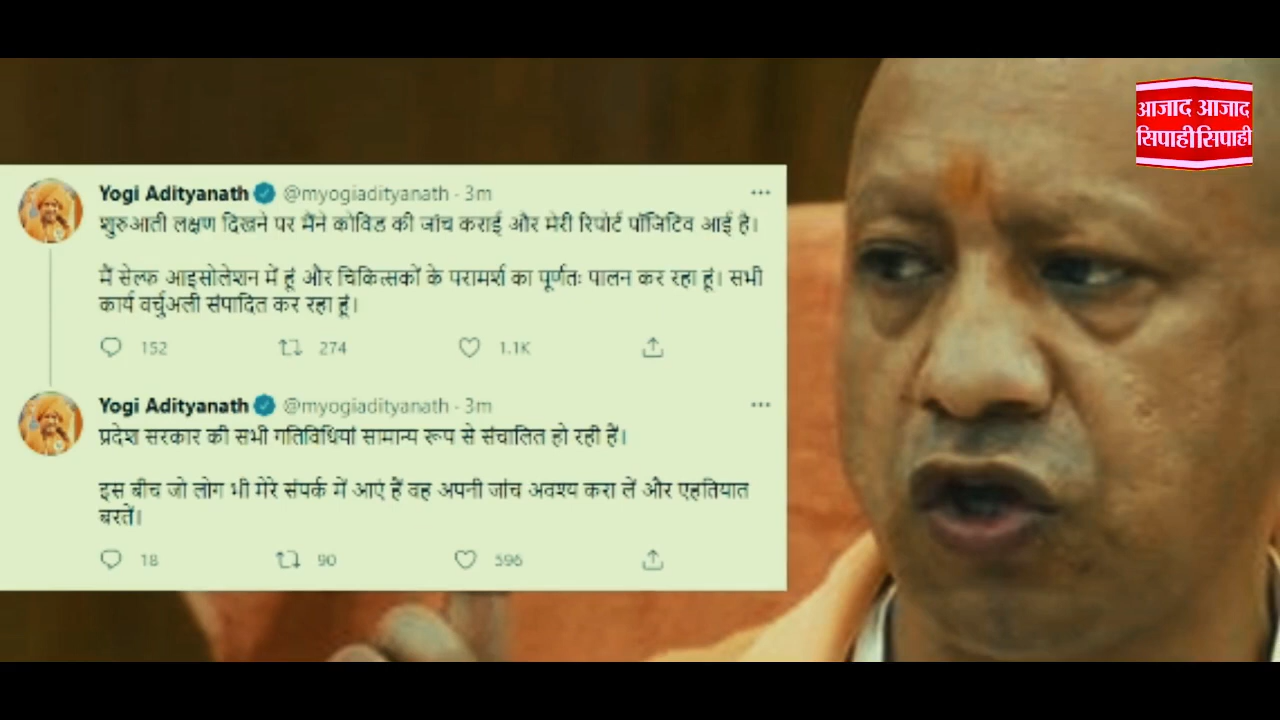 आजाद आजाद
सिपाही सिपाही
Yogi Adityanath @myogiadityanath · 3m
शुरुआती लक्षण दिखने पर मैंने कोविड की जांच कराई और मेरी रिपोर्ट पॉजिटिव आई है।
मैं सेल्फ आइसोलेशन में हूं और चिकित्सकों के परामर्श का पूर्णतः पालन कर रहा हूं। सभी
कार्य वर्चुअली संपादित कर रहा हूं।
152 274 1.1K
Yogi Adityanath @myogiadityanath · 3m
प्रदेश सरकार की सभी गतिविधियां सामान्य रूप से संचालित हो रही हैं।
इस बीच जो लोग भी मेरे संपर्क में आएं हैं वह अपनी जांच अवश्य करा लें और एहतियात
बरतें।
18 90 596